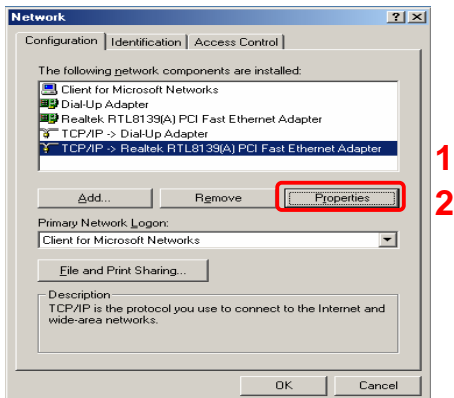 Network
Configuration Identification Access Control
The following network components are installed:
Client for Microsoft Networks
Dial-Up Adapter
Realtek RTL8139(A) PCI Fast Ethernet Adapter
TCP/IP -> Dial-Up Adapter
TCP/IP -> Realtek RTL8139(A) PCI Fast Ethernet Adapter
1
Add... Remove Properties
2
Primary Network Logon:
Client for Microsoft Networks
File and Print Sharing...
Description
TCP/IP is the protocol you use to connect to the Internet and
wide-area networks.
OK Cancel